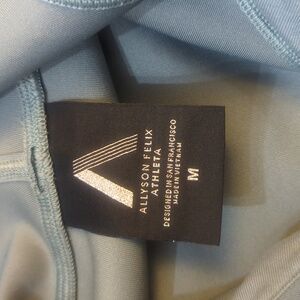 ALLYSON FELIX
ATHLETA
DESIGNED IN SAN FRANCISCO
MADE IN VIETNAM
M